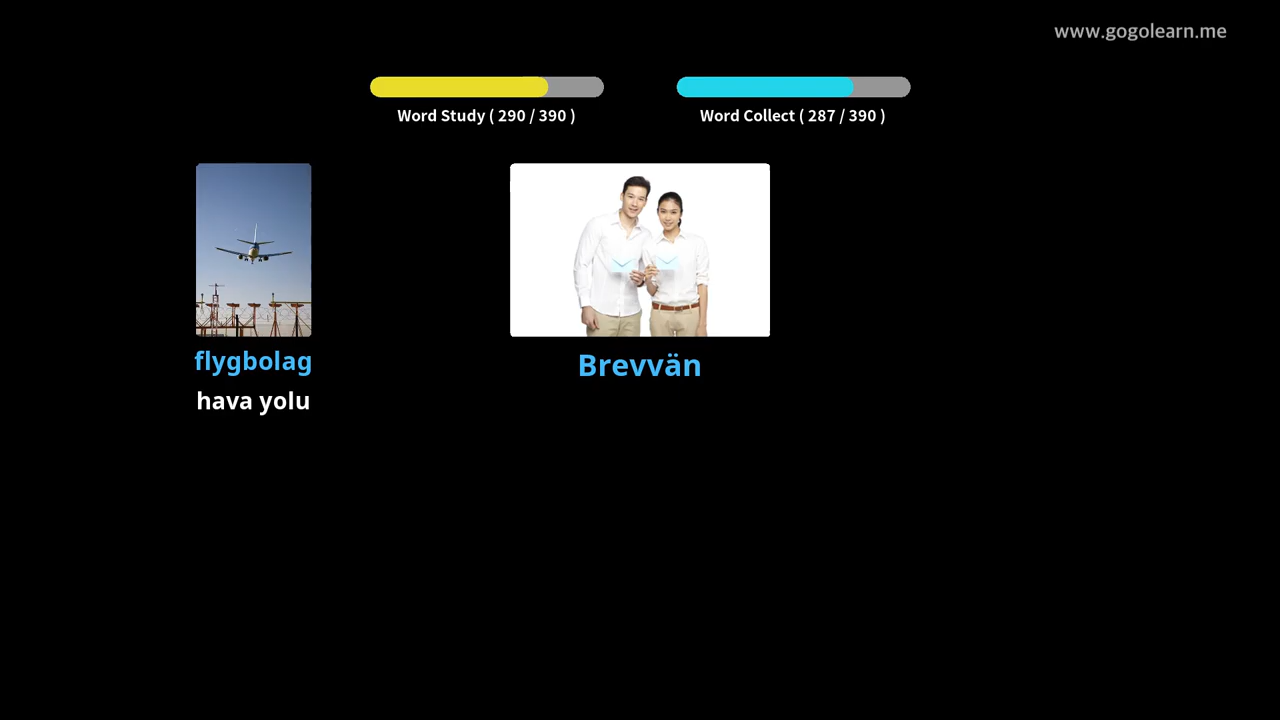 www.gogolearn.me
Word Study ( 290 / 390 )
Word Collect ( 287 / 390 )
flygbolag
hava yolu
Brevvän